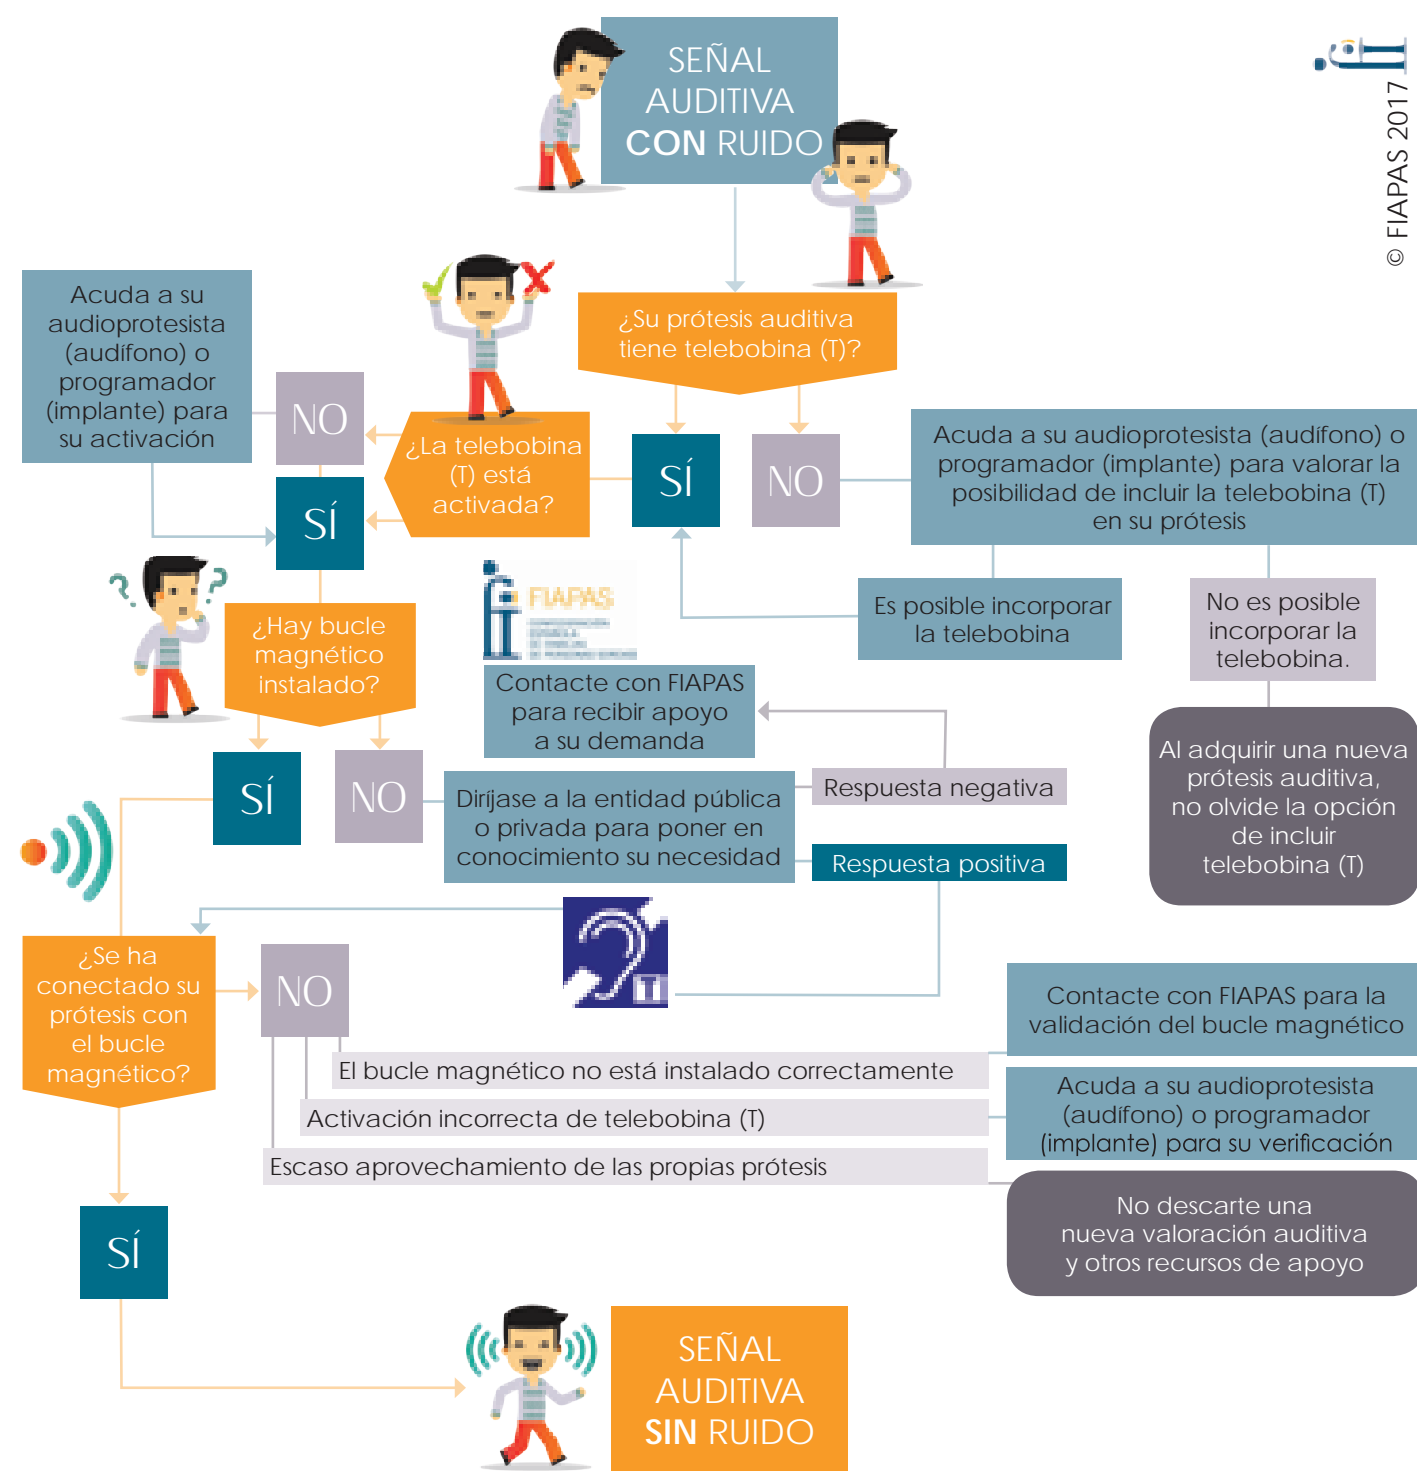 SEÑAL
AUDITIVA
CON RUIDO
© FIAPAS 2017
¿Su prótesis auditiva
tiene telebobina (T)?
SÍ
NO
Acuda a su audioprotesista (audífono) o
programador (implante) para valorar la
posibilidad de incluir la telebobina (T)
en su prótesis
Es posible incorporar
la telebobina
No es posible
incorporar la
telebobina.
Al adquirir una nueva
prótesis auditiva,
no olvide la opción
de incluir
telebobina (T)
¿La telebobina
(T) está
activada?
NO
SÍ
Acuda a su
audioprotesista
(audífono) o
programador
(implante) para
su activación
¿Hay bucle
magnético
instalado?
SÍ
NO
FIAPAS
Contacte con FIAPAS
para recibir apoyo
a su demanda
Diríjase a la entidad pública
o privada para poner en
conocimiento su necesidad
Respuesta negativa
Respuesta positiva
T
¿Se ha
conectado su
prótesis con
el bucle
magnético?
NO
El bucle magnético no está instalado correctamente
Activación incorrecta de telebobina (T)
Escaso aprovechamiento de las propias prótesis
Contacte con FIAPAS para la
validación del bucle magnético
Acuda a su audioprotesista
(audífono) o programador
(implante) para su verificación
No descarte una
nueva valoración auditiva
y otros recursos de apoyo
SÍ
SEÑAL
AUDITIVA
SIN RUIDO